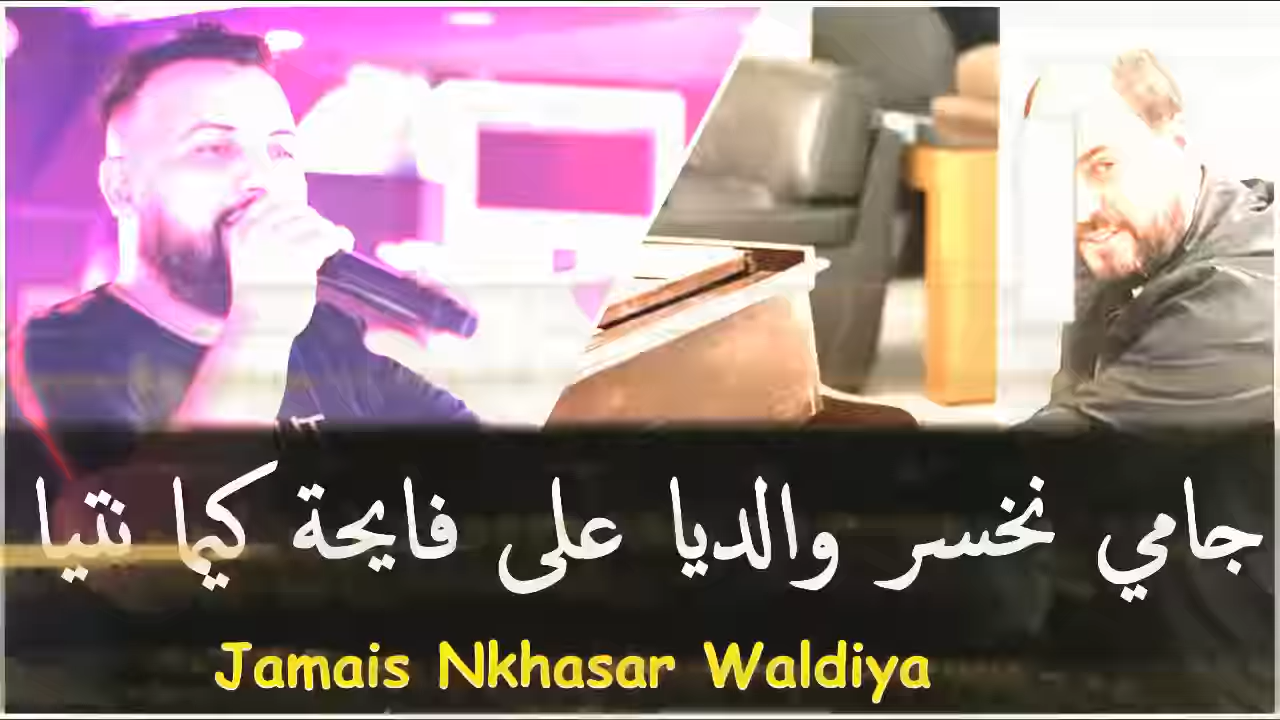 جامي نخسر والديا على فايحة كيما نتيا
Jamais Nkhasar Waldiya